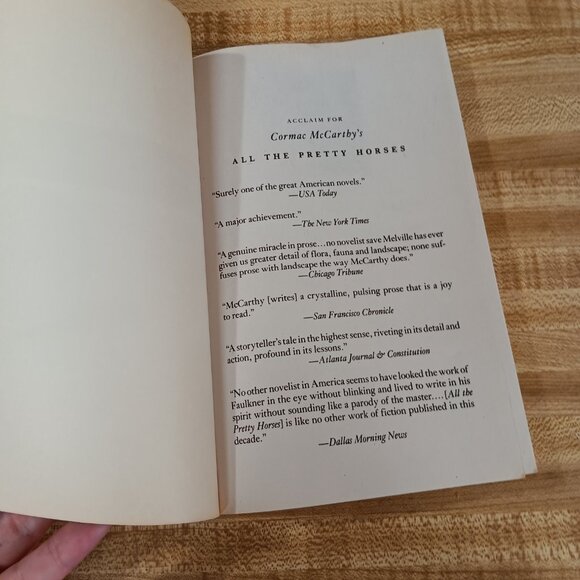 ACCLAIM FOR
Cormac McCarthy's
ALL THE PRETTY HORSES
"Surely one of the great American novels."
—USA Today
"A major achievement."
—The New York Times
"A genuine miracle in prose...no novelist save Melville has ever
given us greater detail of flora, fauna and landscape; none suf-
fuses prose with landscape the way McCarthy does."
—Chicago Tribune
"McCarthy [writes] a crystalline, pulsing prose that is a joy
to read."
—San Francisco Chronicle
"A storyteller's tale in the highest sense, riveting in its detail and
action, profound in its lessons."
—Atlanta Journal & Constitution
"No other novelist in America seems to have looked the work of
Faulkner in the eye without blinking and lived to write in his
spirit without sounding like a parody of the master....[All the
Pretty Horses] is like no other work of fiction published in this
decade."
—Dallas Morning News